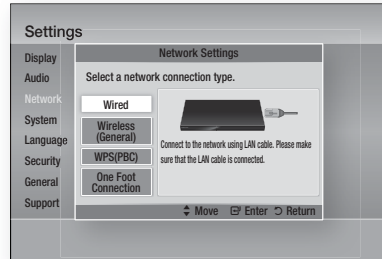 Settings
Display
Audio
Network
System
Language
Security
General
Support
Network Settings
Select a network connection type.
Wired
Wireless
(General)
WPS(PBC)
One Foot
Connection
Connect to the network using LAN cable. Please make
sure that the LAN cable is connected.
Move Enter Return